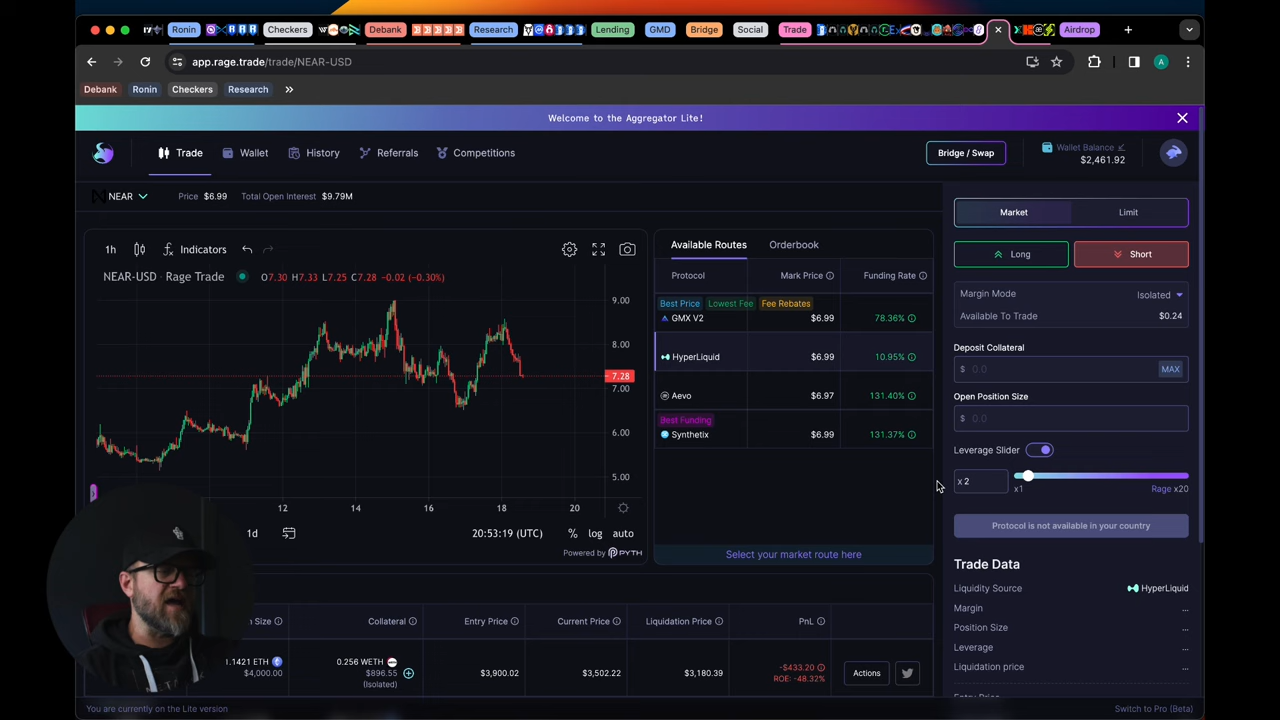 Ronin
Checkers
Debank
Research
Lending
GMD
Bridge
Social
Trade
Airdrop
app.rage.trade/trade/NEAR-USD
A
Debank
Ronin
Checkers
Research
Welcome to the Aggregator Lite!
Trade
Wallet
History
Referrals
Competitions
Bridge / Swap
Wallet Balance
$2,461.92
NEAR
Price $6.99
Total Open Interest $9.79M
Market
Limit
1h
Indicators
NEAR-USD · Rage Trade
O7.30 H7.33 L7.25 C7.28 -0.02 (-0.30%)
9.00
8.00
7.28
7.00
6.00
5.00
12
14
16
18
20
1d
20:53:19 (UTC)
%
log
auto
Powered by PYTH
Available Routes
Orderbook
Protocol
Mark Price
Funding Rate
Best Price
Lowest Fee
Fee Rebates
GMX V2
$6.99
78.36%
HyperLiquid
$6.99
10.95%
Aevo
$6.97
131.40%
Best Funding
Synthetix
$6.99
131.37%
Select your market route here
Long
Short
Margin Mode
Isolated
Available To Trade
$0.24
Deposit Collateral
$ 0.0
MAX
Open Position Size
$ 0.0
Leverage Slider
x 2
x1
Rage x20
Protocol is not available in your country
Trade Data
Liquidity Source
HyperLiquid
Margin
...
Position Size
...
Leverage
...
Liquidation price
...
Size
Collateral
Entry Price
Current Price
Liquidation Price
PnL
1.1421 ETH
$4,000.00
0.256 WETH
$896.55
(Isolated)
$3,900.02
$3,502.22
$3,180.39
-$433.20
ROE: -48.32%
Actions
You are currently on the Lite version
Switch to Pro (Beta)